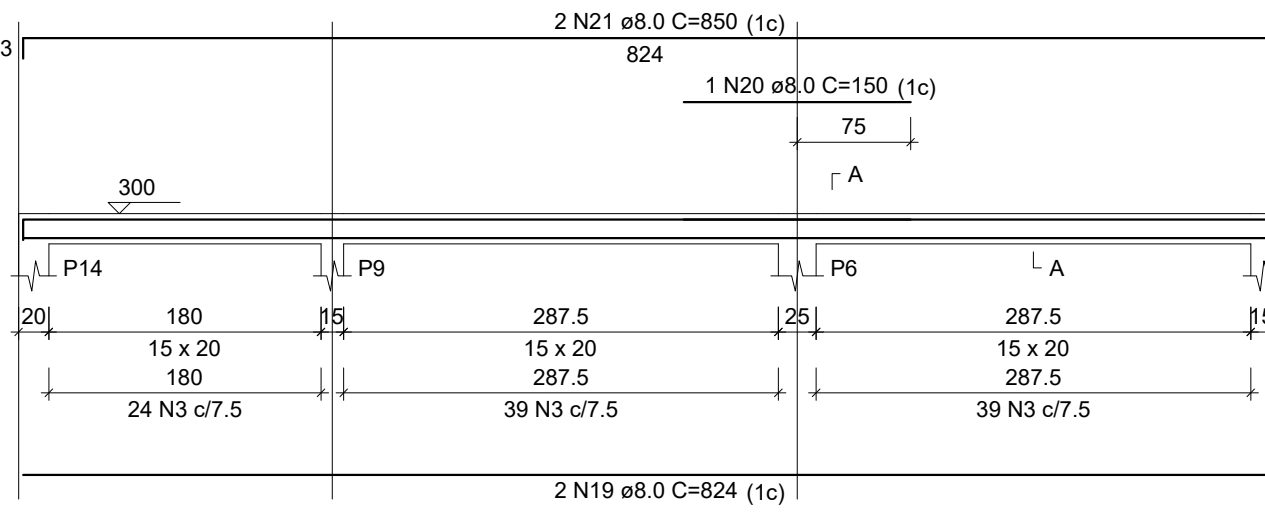 2 N21 ø8.0 C=850 (1c)
3
824
1 N20 ø8.0 C=150 (1c)
75
A
300
P14 P9 P6 A
20 180 15 287.5 25 287.5 15
15 x 20 15 x 20 15 x 20
180 287.5 287.5
24 N3 c/7.5 39 N3 c/7.5 39 N3 c/7.5
2 N19 ø8.0 C=824 (1c)